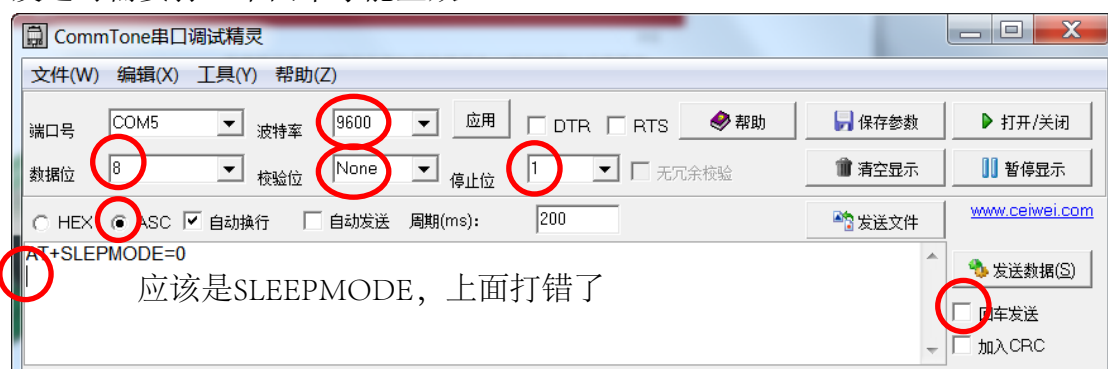 CommTone串口调试精灵
文件(W) 编辑(X) 工具(Y) 帮助(Z)
端口号 COM5 波特率 9600 应用 DTR RTS 帮助 保存参数 打开/关闭
数据位 8 校验位 None 停止位 1 无冗余校验 清空显示 暂停显示
HEX ASC 自动换行 自动发送 周期(ms): 200 发送文件 www.ceiwei.com
AT+SLEPMODE=0
应该是SLEEPMODE，上面打错了
发送数据(S)
回车发送
加入CRC